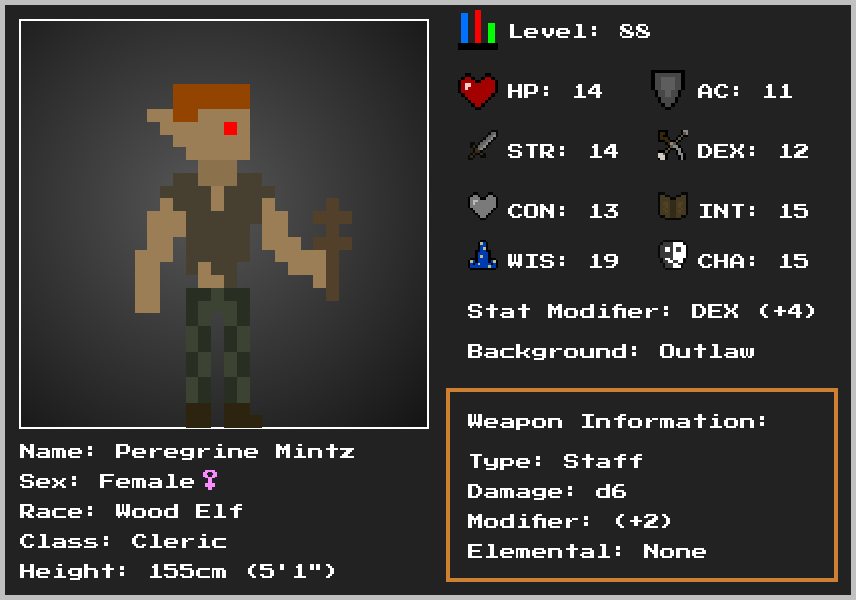 Level: 88
HP: 14 AC: 11
STR: 14 DEX: 12
CON: 13 INT: 15
WIS: 19 CHA: 15
Stat Modifier: DEX (+4)
Background: Outlaw
Weapon Information:
Type: Staff
Damage: d6
Modifier: (+2)
Elemental: None
Name: Peregrine Mintz
Sex: Female♀
Race: Wood Elf
Class: Cleric
Height: 155cm (5'1")